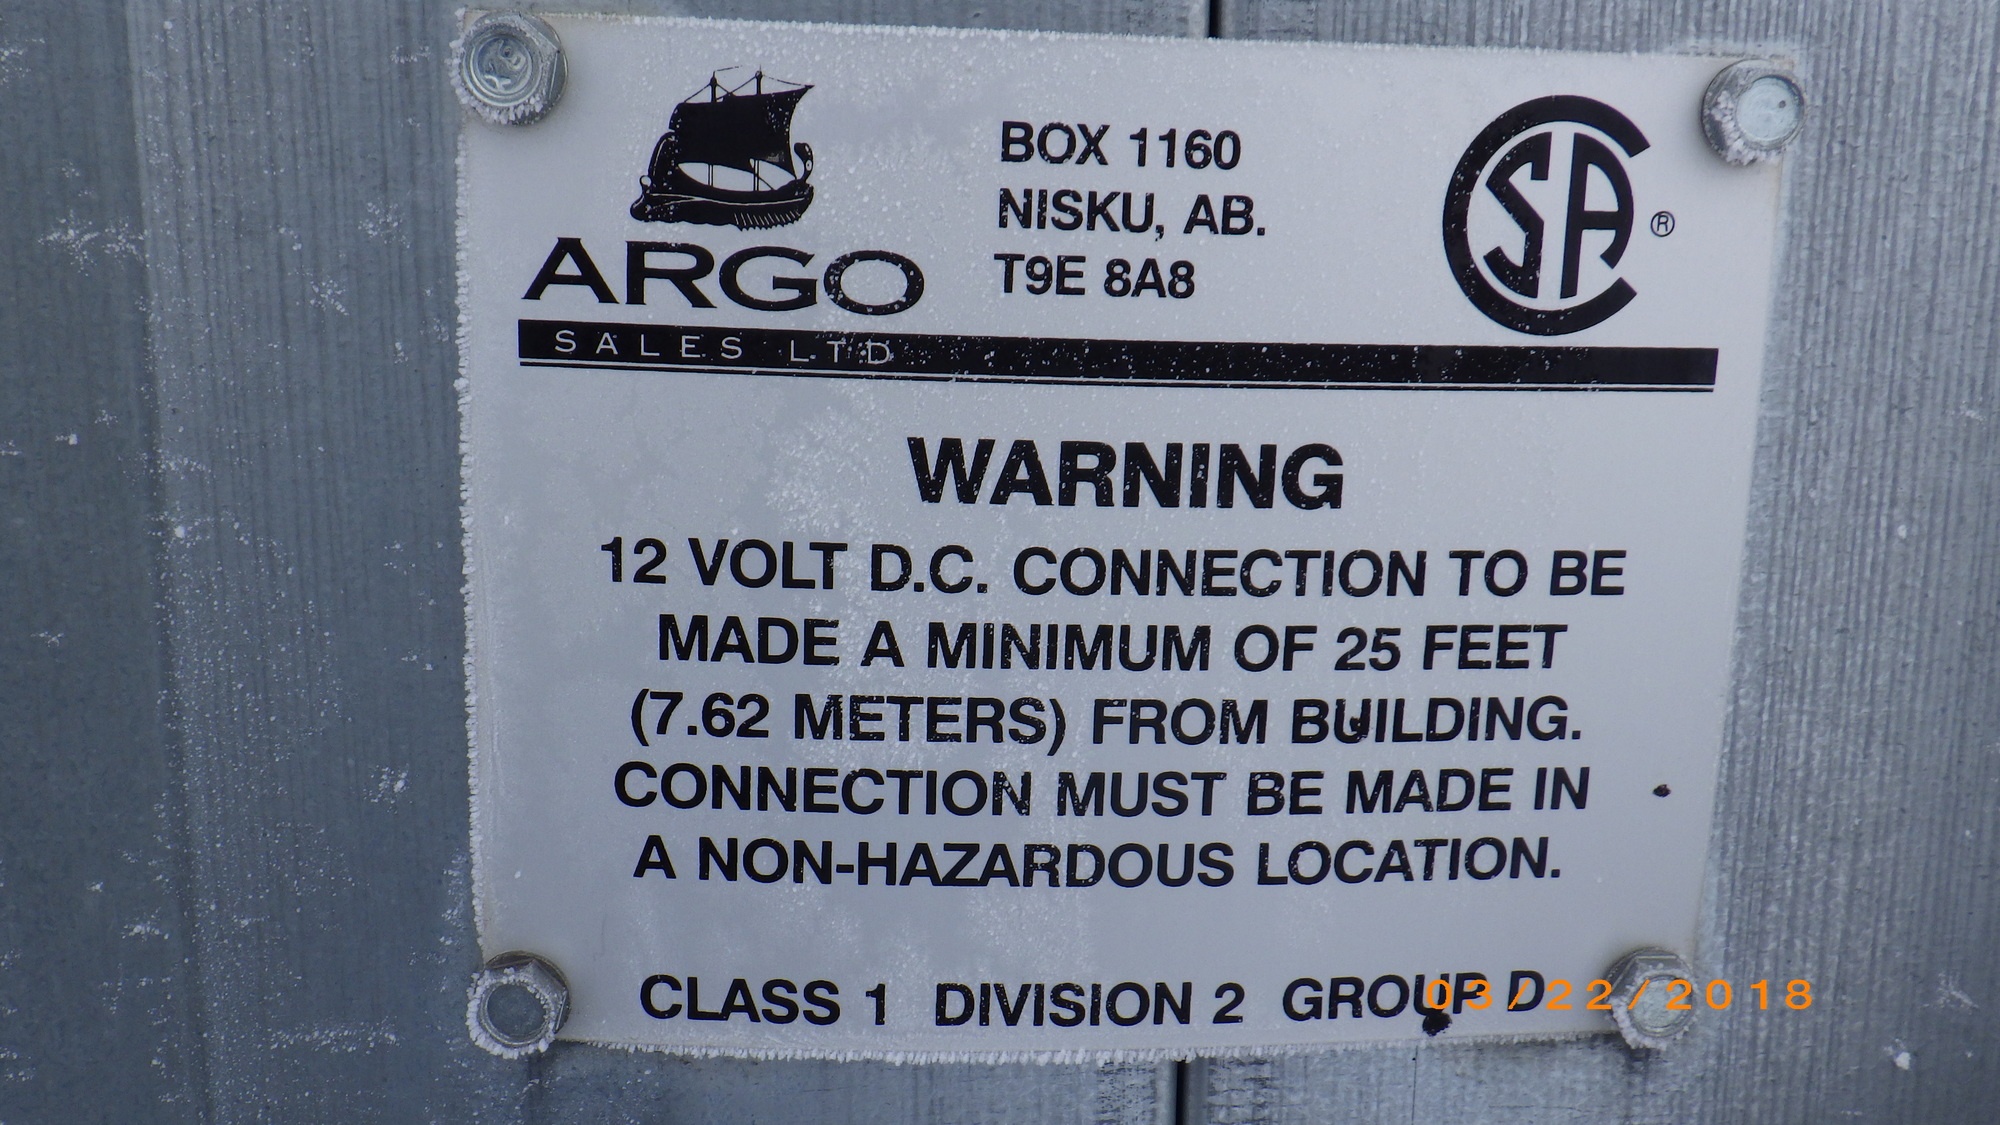 ARGO
SALES LTD
BOX 1160
NISKU, AB.
T9E 8A8
CSA ®
WARNING
12 VOLT D.C. CONNECTION TO BE
MADE A MINIMUM OF 25 FEET
(7.62 METERS) FROM BUILDING.
CONNECTION MUST BE MADE IN
A NON-HAZARDOUS LOCATION.
CLASS 1 DIVISION 2 GROUP D
03/22/2018